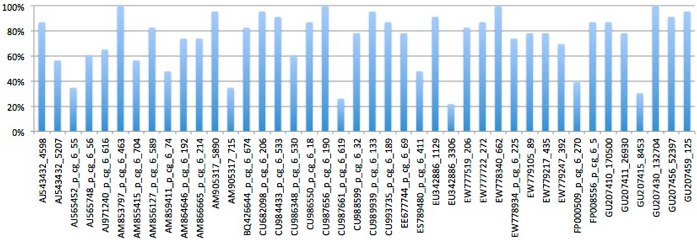 100%
80%
60%
40%
20%
0%
AJ543432_4598
AJ543432_5207
AJ565452_p_cg_6_55
AJ565748_p_cg_6_56
AJ971240_p_cg_6_616
AM853797_p_cg_6_463
AM855415_p_cg_6_704
AM856127_p_cg_6_589
AM859411_p_cg_6_74
AM864646_p_cg_6_192
AM866665_p_cg_6_214
AM905317_5890
AM905317_715
BQ426644_p_cg_6_674
CU682098_p_cg_6_206
CU984433_p_cg_6_533
CU986348_p_cg_6_530
CU986550_p_cg_6_18
CU987656_p_cg_6_190
CU987661_p_cg_6_619
CU988599_p_cg_6_32
CU989939_p_cg_6_133
CU993735_p_cg_6_189
EE677744_p_cg_6_69
ES789480_p_cg_6_411
EU342886_1129
EU342886_3306
EW777519_206
EW777722_272
EW778340_662
EW778934_p_cg_6_225
EW779105_89
EW779217_435
EW779247_392
FP000509_p_cg_6_270
FP008556_p_cg_6_5
GU207410_170500
GU207411_26930
GU207415_8453
GU207430_132704
GU207456_52397
GU207459_125